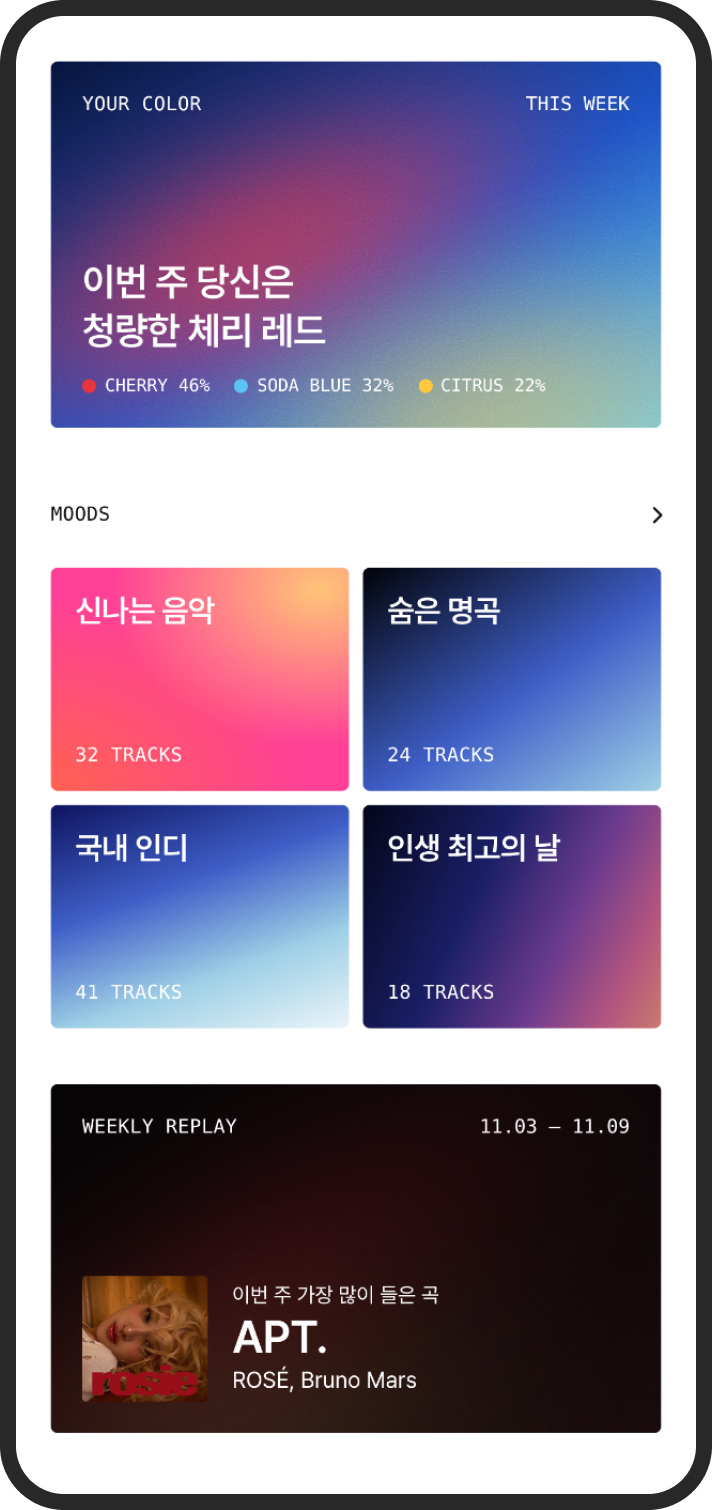 YOUR COLOR
THIS WEEK
이번 주 당신은
청량한 체리 레드
CHERRY 46%
SODA BLUE 32%
CITRUS 22%
MOODS
신나는 음악
32 TRACKS
숨은 명곡
24 TRACKS
국내 인디
41 TRACKS
인생 최고의 날
18 TRACKS
WEEKLY REPLAY
11.03 — 11.09
rosie
이번 주 가장 많이 들은 곡
APT.
ROSÉ, Bruno Mars